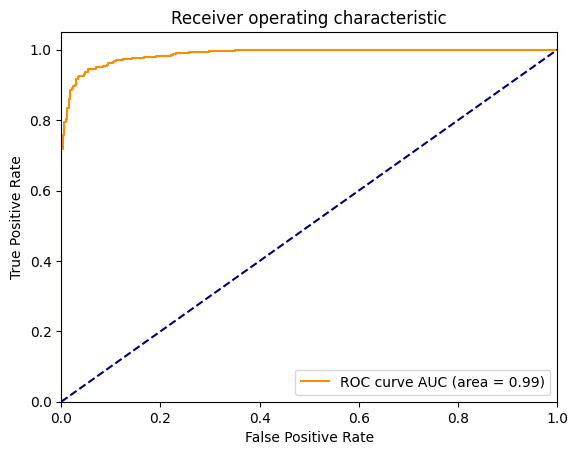 Receiver operating characteristic
1.0
0.8
0.6
0.4
0.2
0.0
True Positive Rate
ROC curve AUC (area = 0.99)
0.0 0.2 0.4 0.6 0.8 1.0
False Positive Rate